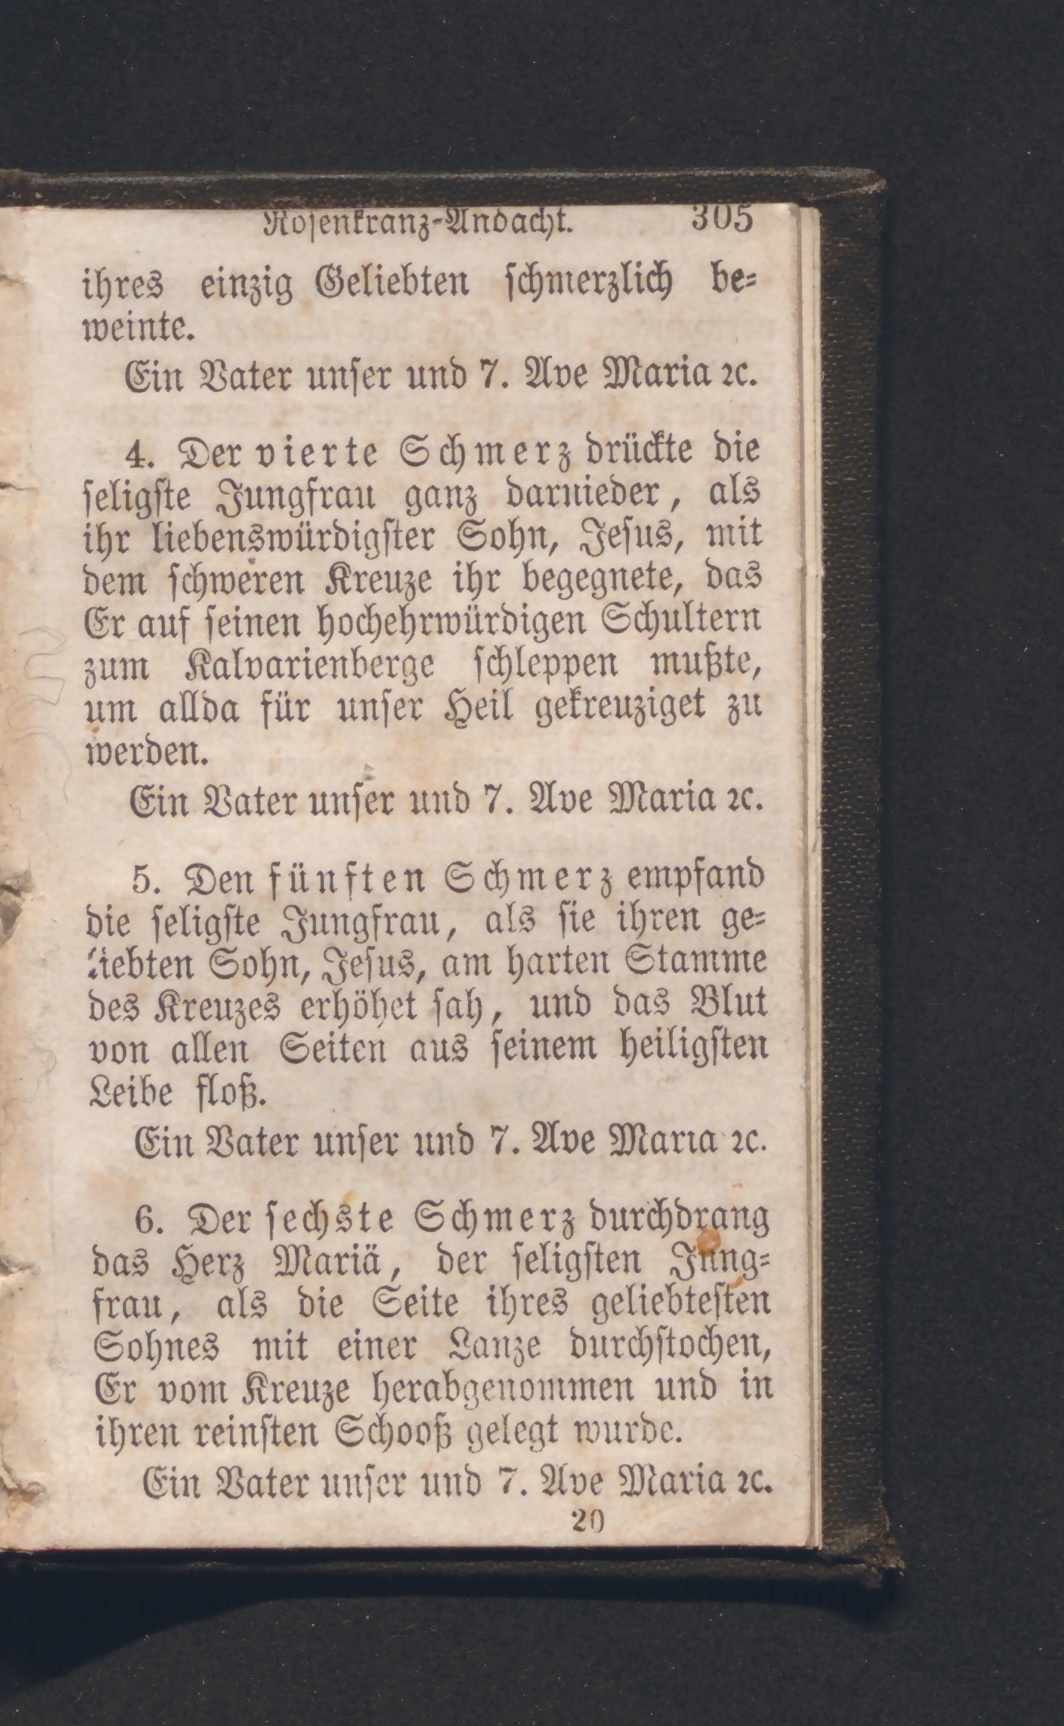 Rosenkranz-Andacht. 305
ihres einzig Geliebten schmerzlich be-
weinte.
Ein Vater unser und 7. Ave Maria ꝛc.
4. Der vierte Schmerz drückte die
seligste Jungfrau ganz darnieder, als
ihr liebenswürdigster Sohn, Jesus, mit
dem schweren Kreuze ihr begegnete, das
Er auf seinen hochehrwürdigen Schultern
zum Kalvarienberge schleppen mußte,
um allda für unser Heil gekreuziget zu
werden.
Ein Vater unser und 7. Ave Maria ꝛc.
5. Den fünften Schmerz empfand
die seligste Jungfrau, als sie ihren ge-
liebten Sohn, Jesus, am harten Stamme
des Kreuzes erhöhet sah, und das Blut
von allen Seiten aus seinem heiligsten
Leibe floß.
Ein Vater unser und 7. Ave Maria ꝛc.
6. Der sechste Schmerz durchdrang
das Herz Mariä, der seligsten Jung-
frau, als die Seite ihres geliebtesten
Sohnes mit einer Lanze durchstochen,
Er vom Kreuze herabgenommen und in
ihren reinsten Schooß gelegt wurde.
Ein Vater unser und 7. Ave Maria ꝛc.
20